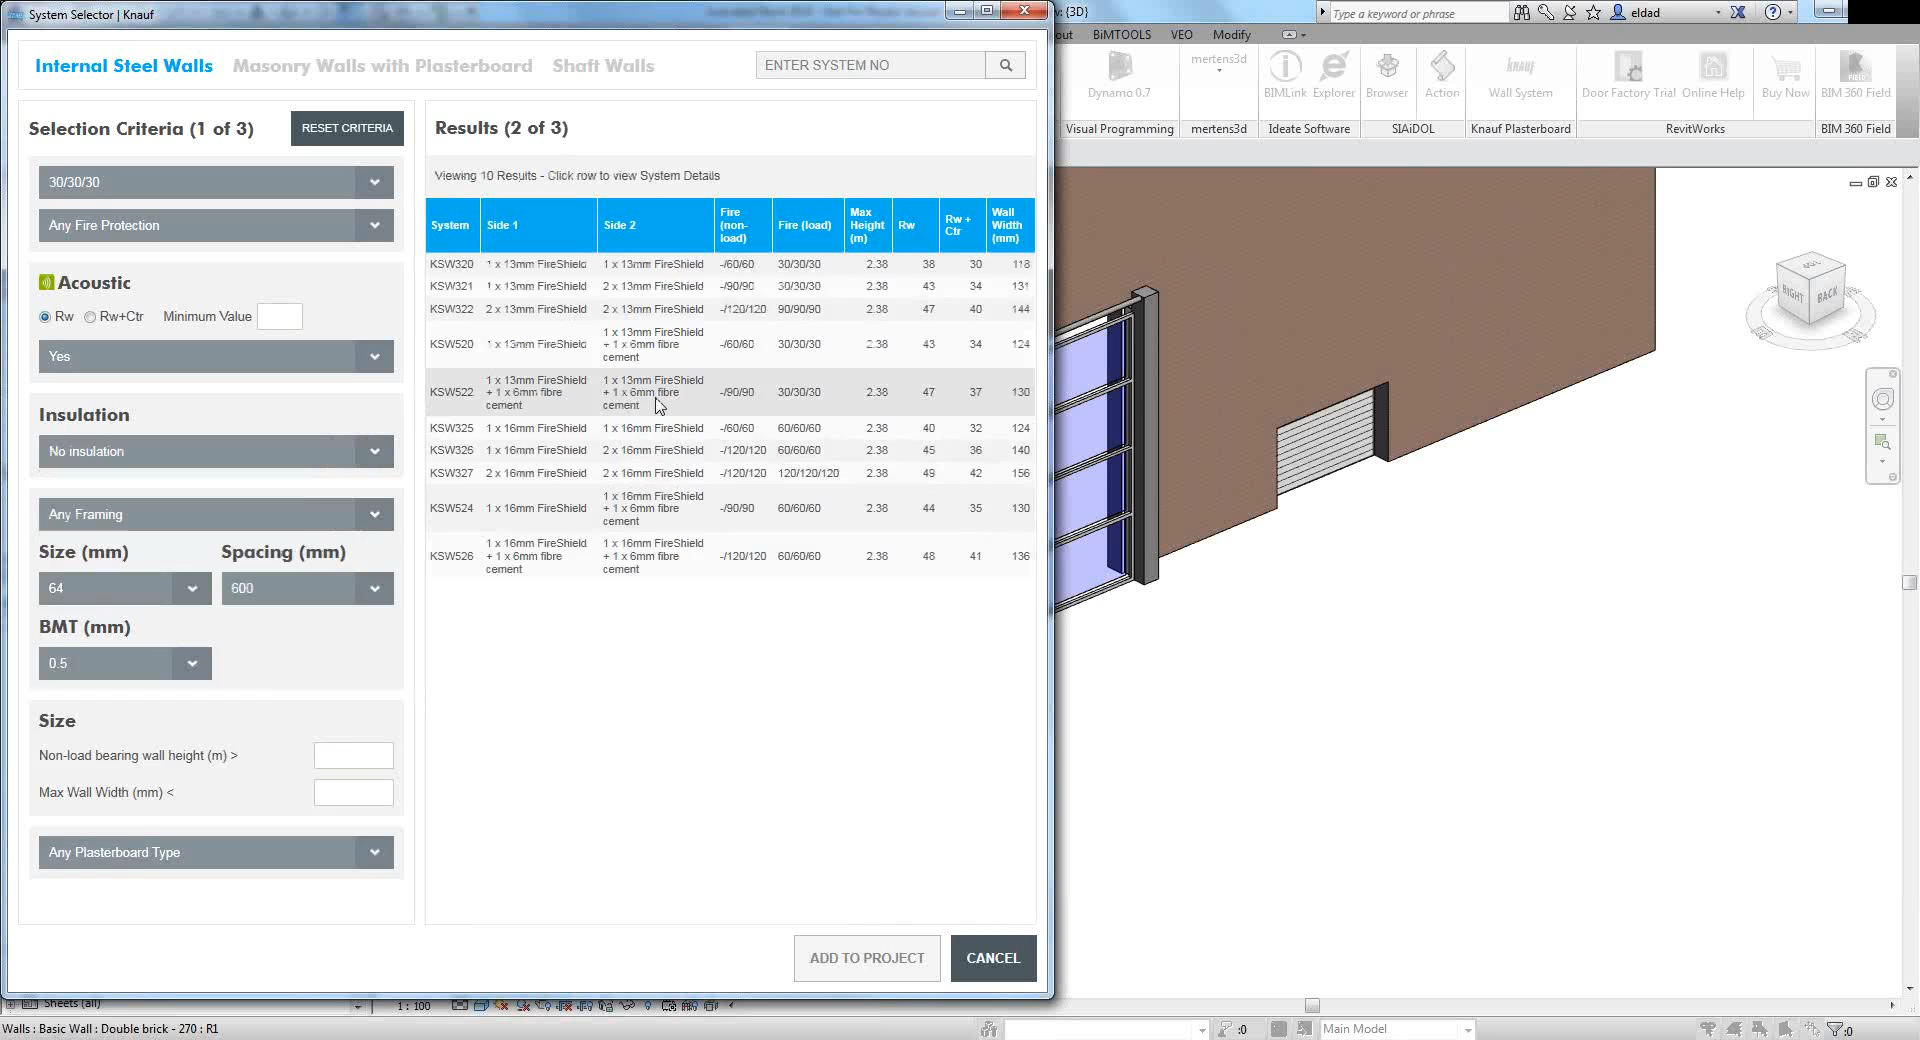 System Selector | Knauf
Internal Steel Walls
Masonry Walls with Plasterboard
Shaft Walls
ENTER SYSTEM NO
Selection Criteria (1 of 3)
RESET CRITERIA
30/30/30
Any Fire Protection
Acoustic
Rw
Rw+Ctr
Minimum Value
Yes
Insulation
No insulation
Any Framing
Size (mm)
Spacing (mm)
64
600
BMT (mm)
0.5
Size
Non-load bearing wall height (m) >
Max Wall Width (mm) <
Any Plasterboard Type
Results (2 of 3)
Viewing 10 Results - Click row to view System Details
System
Side 1
Side 2
Fire
(non-
load)
Fire (load)
Max
Height
(m)
Rw
Rw +
Ctr
Wall
Width
(mm)
KSW320 1 x 13mm FireShield 1 x 13mm FireShield -/60/60 30/30/30 2.38 38 30 118
KSW321 1 x 13mm FireShield 2 x 13mm FireShield -/90/90 30/30/30 2.38 43 34 131
KSW322 2 x 13mm FireShield 2 x 13mm FireShield -/120/120 90/90/90 2.38 47 40 144
1 x 13mm FireShield
KSW520 1 x 13mm FireShield + 1 x 6mm fibre -/60/60 30/30/30 2.38 43 34 124
cement
1 x 13mm FireShield 1 x 13mm FireShield
KSW522 + 1 x 6mm fibre + 1 x 6mm fibre -/90/90 30/30/30 2.38 47 37 130
cement cement
KSW325 1 x 16mm FireShield 1 x 16mm FireShield -/60/60 60/60/60 2.38 40 32 124
KSW326 1 x 16mm FireShield 2 x 16mm FireShield -/120/120 60/60/60 2.38 45 36 140
KSW327 2 x 16mm FireShield 2 x 16mm FireShield -/120/120 120/120/120 2.38 49 42 156
1 x 16mm FireShield
KSW524 1 x 16mm FireShield + 1 x 6mm fibre -/90/90 60/60/60 2.38 44 35 130
cement
1 x 16mm FireShield 1 x 16mm FireShield
KSW526 + 1 x 6mm fibre + 1 x 6mm fibre -/120/120 60/60/60 2.38 48 41 136
cement cement
ADD TO PROJECT
CANCEL
{3D}
Type a keyword or phrase
eldad
out BiMTOOLS VEO Modify
Dynamo 0.7
mertens3d
BIMLink Explorer
Browser
Action
KNAUF
Wall System
Door Factory Trial
Online Help
Buy Now
FIELD
BIM 360 Field
Visual Programming
mertens3d
Ideate Software
SIAiDOL
Knauf Plasterboard
RevitWorks
BIM 360 Field
RIGHT
BACK
Sheets (all)
1 : 100
Walls : Basic Wall : Double brick - 270 : R1
:0
Main Model
:0